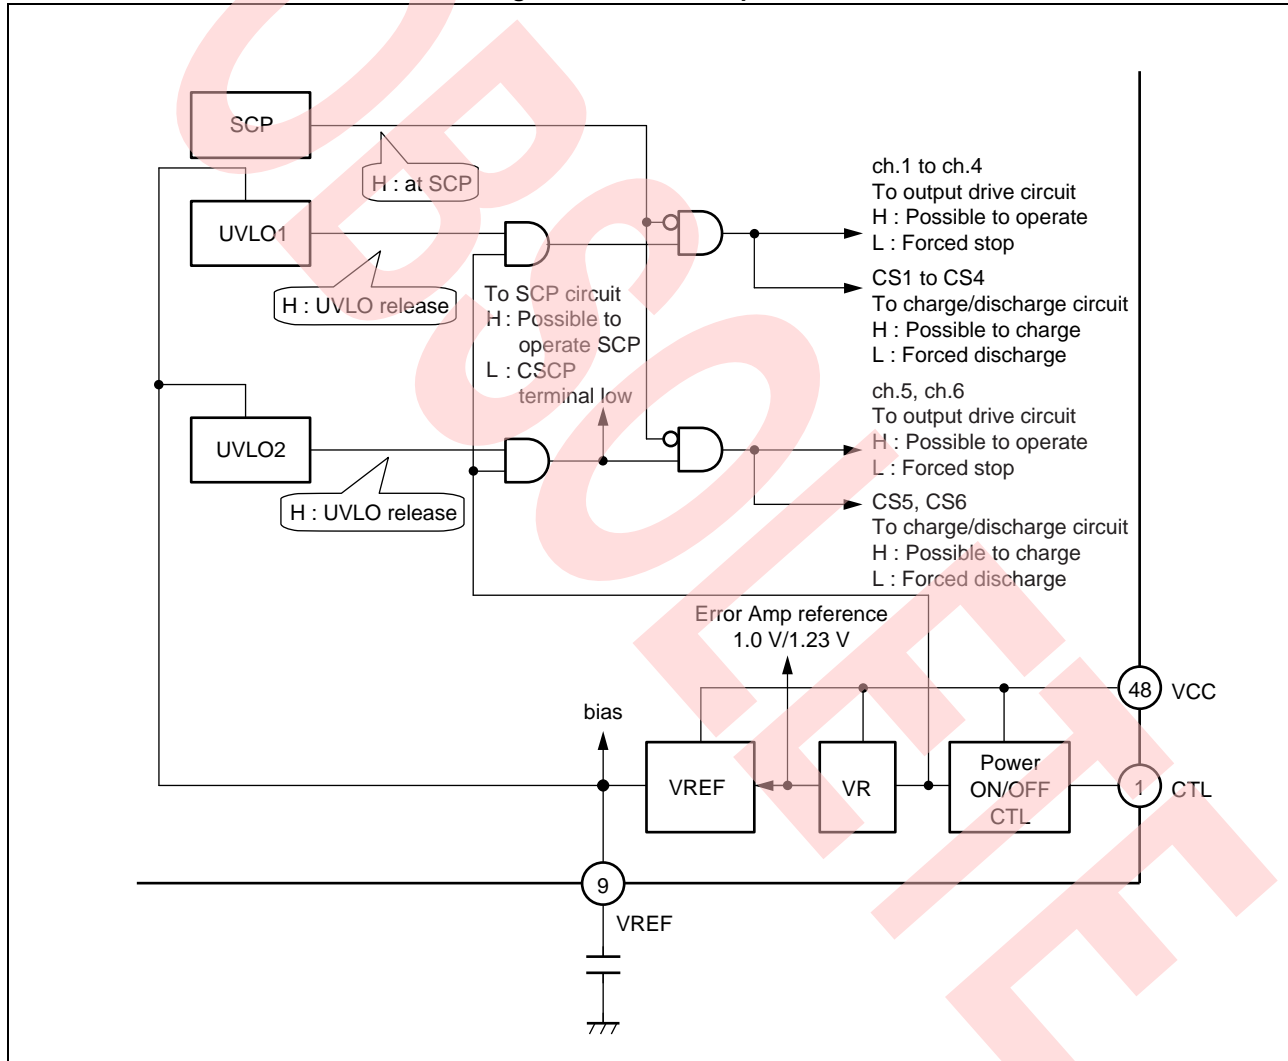 SCP
H : at SCP
UVLO1
H : UVLO release
To SCP circuit
H : Possible to
operate SCP
L : CSCP
terminal low
ch.1 to ch.4
To output drive circuit
H : Possible to operate
L : Forced stop
CS1 to CS4
To charge/discharge circuit
H : Possible to charge
L : Forced discharge
UVLO2
H : UVLO release
ch.5, ch.6
To output drive circuit
H : Possible to operate
L : Forced stop
CS5, CS6
To charge/discharge circuit
H : Possible to charge
L : Forced discharge
Error Amp reference
1.0 V/1.23 V
bias
VREF
VR
Power
ON/OFF
CTL
48
VCC
1
CTL
9
VREF
OBSOLETE